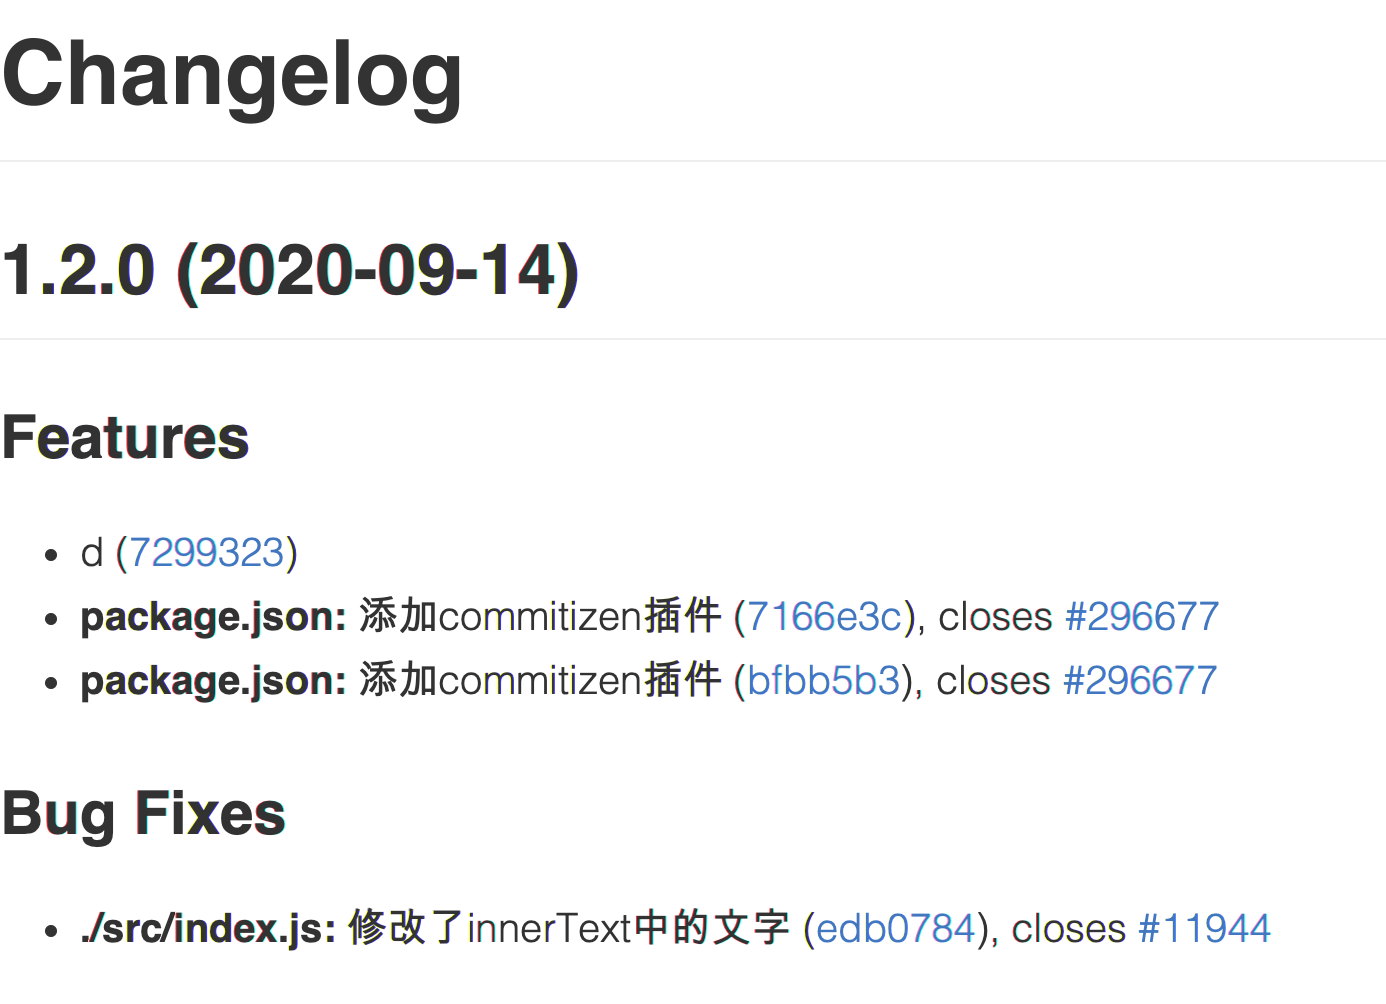 Changelog
1.2.0 (2020-09-14)
Features
d (7299323)
package.json: 添加commitizen插件 (7166e3c), closes #296677
package.json: 添加commitizen插件 (bfbb5b3), closes #296677
Bug Fixes
./src/index.js: 修改了innerText中的文字 (edb0784), closes #11944